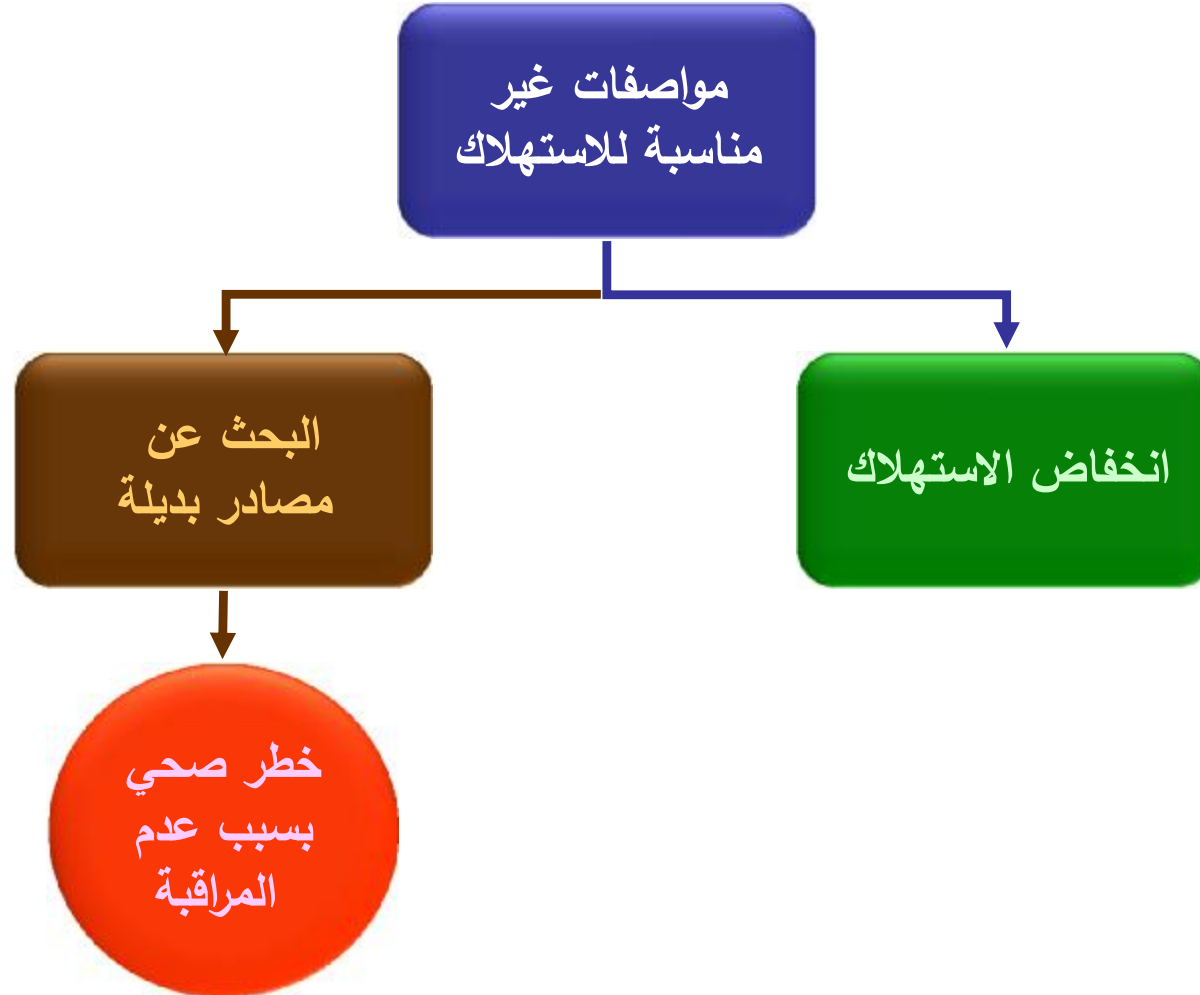 مواصفات غير
مناسبة للاستهلاك
انخفاض الاستهلاك
البحث عن
مصادر بديلة
خطر صحي
بسبب عدم
المراقبة